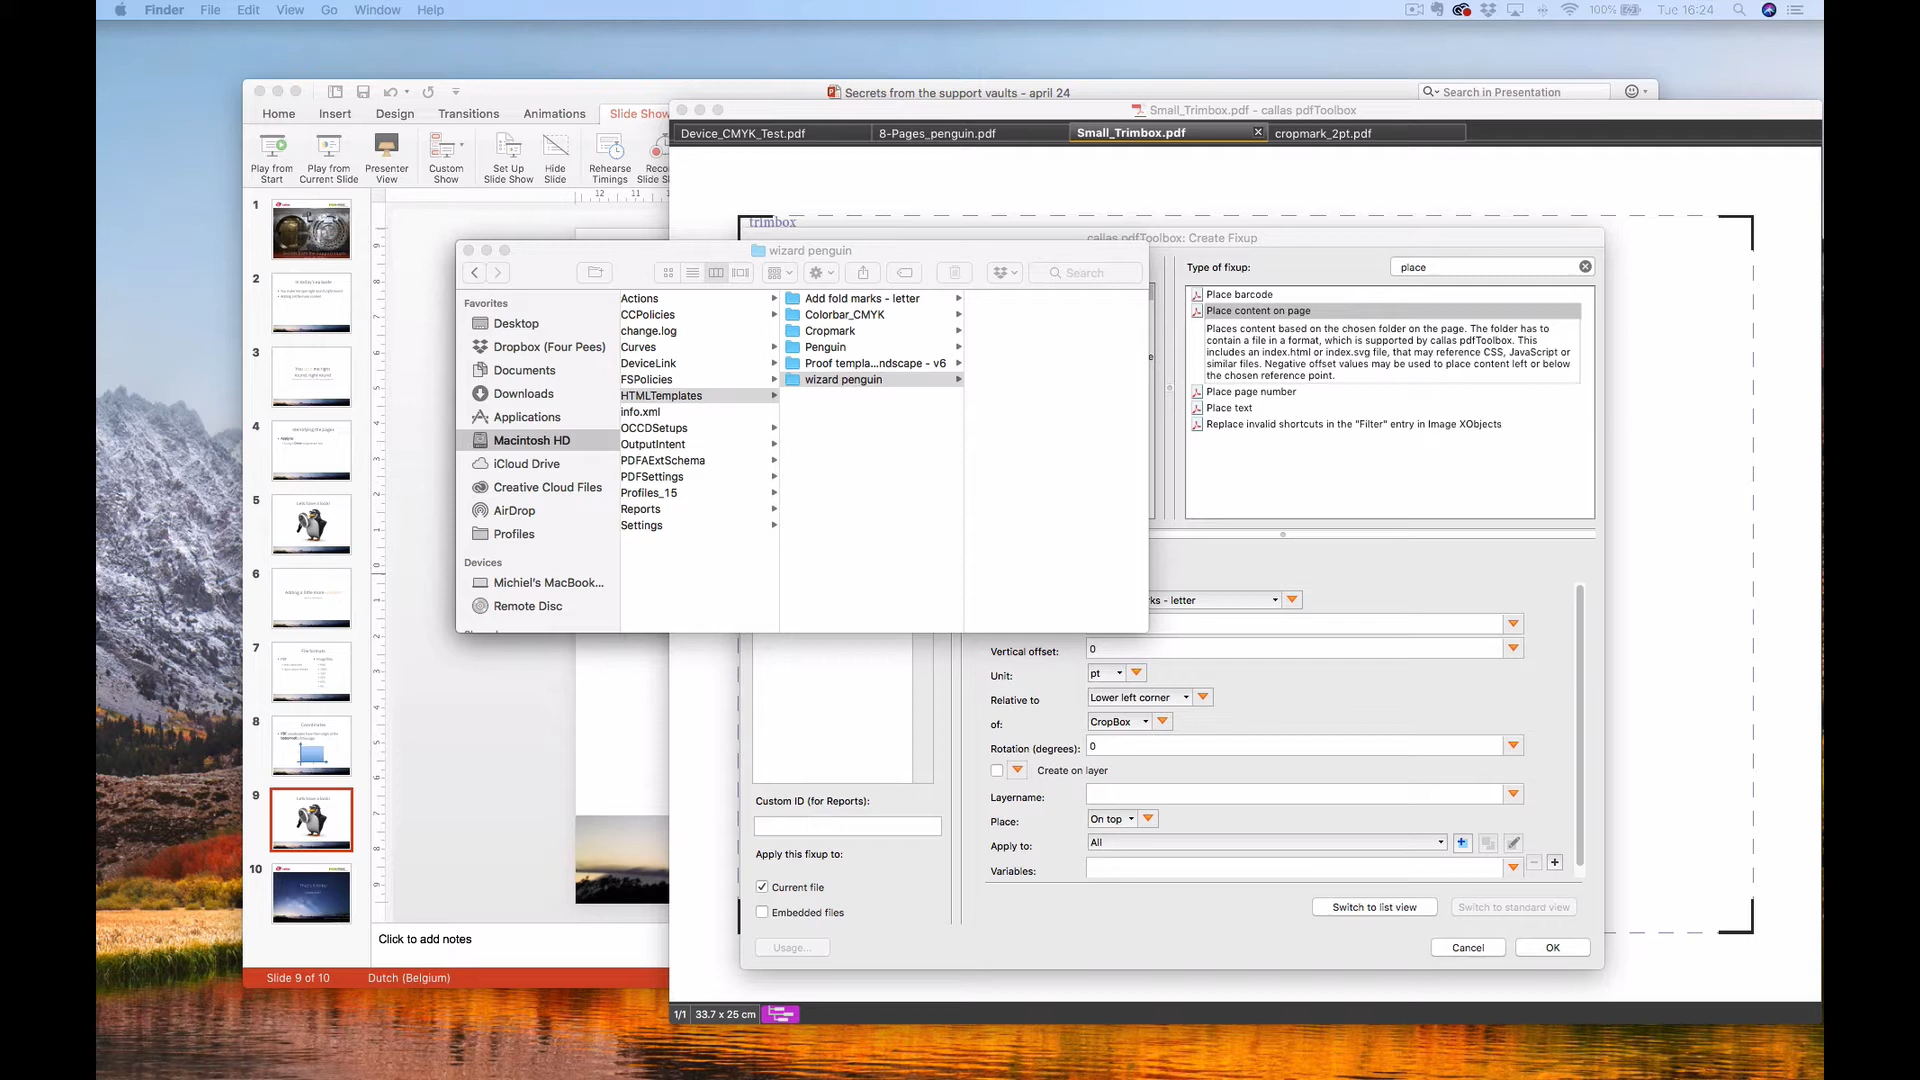 Finder File Edit View Go Window Help
100% Tue 16:24
Secrets from the support vaults - april 24
Search in Presentation
Home Insert Design Transitions Animations Slide Show
Small_Trimbox.pdf - callas pdfToolbox
Device_CMYK_Test.pdf 8-Pages_penguin.pdf Small_Trimbox.pdf cropmark_2pt.pdf
Play from Start
Play from Current Slide
Presenter View
Custom Show
Set Up Slide Show
Hide Slide
Rehearse Timings
12 11
trimbox
callas pdfToolbox: Create Fixup
wizard penguin
Search
Favorites
Desktop
Dropbox (Four Pees)
Documents
Downloads
Applications
Macintosh HD
iCloud Drive
Creative Cloud Files
AirDrop
Profiles
Devices
Michiel's MacBook...
Remote Disc
Actions
CCPolicies
change.log
Curves
DeviceLink
FSPolicies
HTMLTemplates
info.xml
OCCDSetups
OutputIntent
PDFAExtSchema
PDFSettings
Profiles_15
Reports
Settings
Add fold marks - letter
Colorbar_CMYK
Cropmark
Penguin
Proof templa...ndscape - v6
wizard penguin
Type of fixup: place
Place barcode
Place content on page
Places content based on the chosen folder on the page. The folder has to
contain a file in a format, which is supported by callas pdfToolbox. This
includes an index.html or index.svg file, that may reference CSS, JavaScript or
similar files. Negative offset values may be used to place content left or below
the chosen reference point.
Place page number
Place text
Replace invalid shortcuts in the "Filter" entry in Image XObjects
ks - letter
Vertical offset: 0
Unit: pt
Relative to Lower left corner
of: CropBox
Rotation (degrees): 0
Create on layer
Layername:
Place: On top
Apply to: All
Variables:
Custom ID (for Reports):
Apply this fixup to:
Current file
Embedded files
Switch to list view Switch to standard view
Usage... Cancel OK
1
2
3
4
5
6
7
8
9
10
Click to add notes
Slide 9 of 10 Dutch (Belgium)
1/1 33.7 x 25 cm